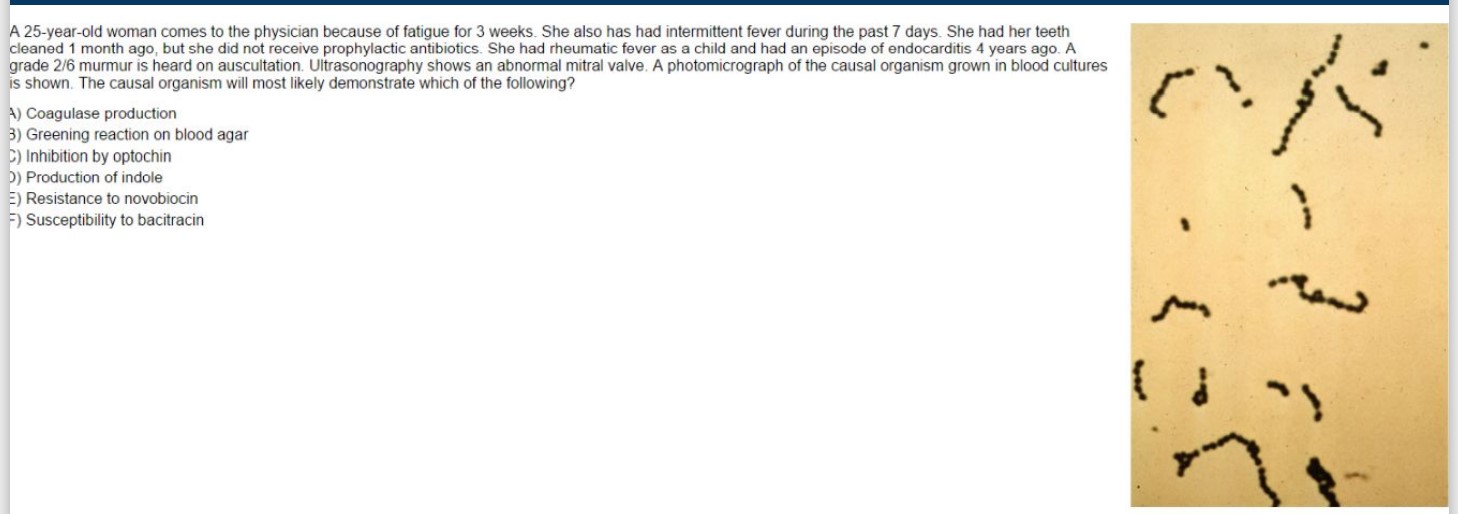 A 25-year-old woman comes to the physician because of fatigue for 3 weeks. She also has had intermittent fever during the past 7 days. She had her teeth
cleaned 1 month ago, but she did not receive prophylactic antibiotics. She had rheumatic fever as a child and had an episode of endocarditis 4 years ago. A
grade 2/6 murmur is heard on auscultation. Ultrasonography shows an abnormal mitral valve. A photomicrograph of the causal organism grown in blood cultures
is shown. The causal organism will most likely demonstrate which of the following?
A) Coagulase production
B) Greening reaction on blood agar
C) Inhibition by optochin
D) Production of indole
E) Resistance to novobiocin
F) Susceptibility to bacitracin